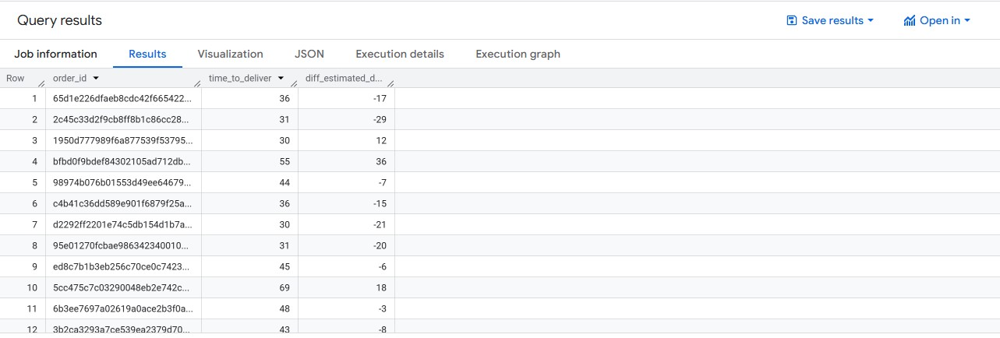 Query results Save results Open in
Job information Results Visualization JSON Execution details Execution graph
Row order_id time_to_deliver diff_estimated_d...
1 65d1e226dfaeb8cdc42f665422... 36 -17
2 2c45c33d2f9cb8ff8b1c86cc28... 31 -29
3 1950d777989f6a877539f53795... 30 12
4 bfbd0f9bdef84302105ad712db... 55 36
5 98974b076b01553d49ee64679... 44 -7
6 c4b41c36dd589e901f6879f25a... 36 -15
7 d2292ff2201e74c5db154d1b7a... 30 -21
8 95e01270fcbae986342340010... 31 -20
9 ed8c7b1b3eb256c70ce0c7423... 45 -6
10 5cc475c7c03290048eb2e742c... 69 18
11 6b3ee7697a02619a0ace2b3f0a... 48 -3
12 3b2ca3293a7ce539ea2379d70... 43 -8